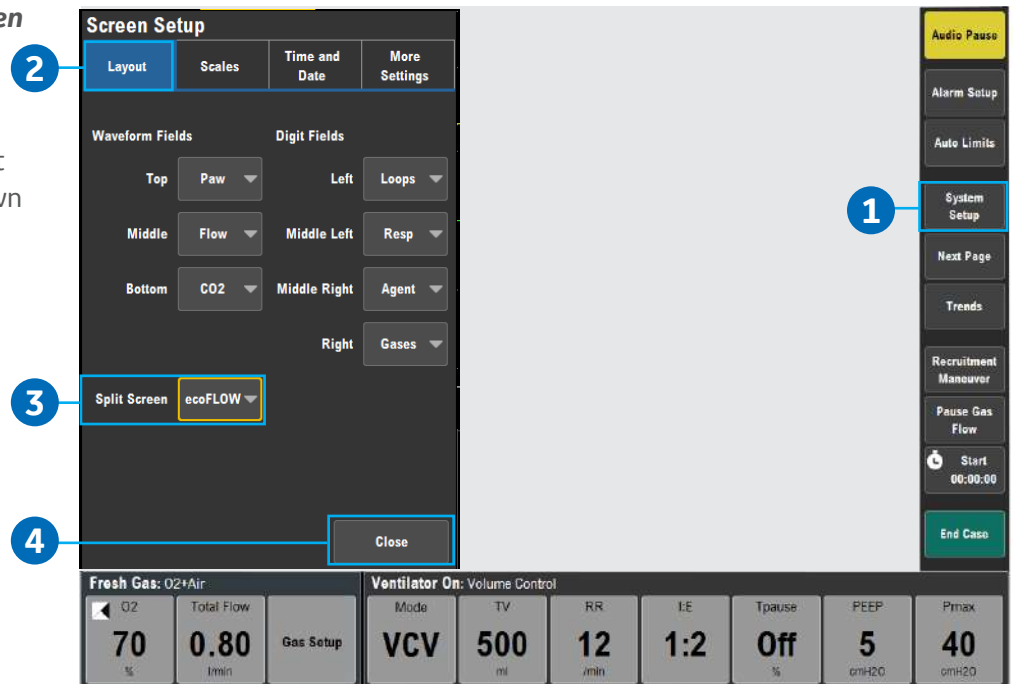 en
t
wn
Screen Setup
Layout
Scales
Time and
Date
More
Settings
2
Waveform Fields
Digit Fields
Top
Paw
Left
Loops
Middle
Flow
Middle Left
Resp
Bottom
CO2
Middle Right
Agent
Right
Gases
3
Split Screen
ecoFLOW
4
Close
Audio Pause
Alarm Setup
Auto Limits
1
System
Setup
Next Page
Trends
Recruitment
Maneuver
Pause Gas
Flow
Start
00:00:00
End Case
Fresh Gas: O2+Air
O2
70
%
Total Flow
0.80
l/min
Gas Setup
Ventilator On: Volume Control
Mode
VCV
TV
500
ml
RR
12
/min
I:E
1:2
Tpause
Off
%
PEEP
5
cmH2O
Pmax
40
cmH2O